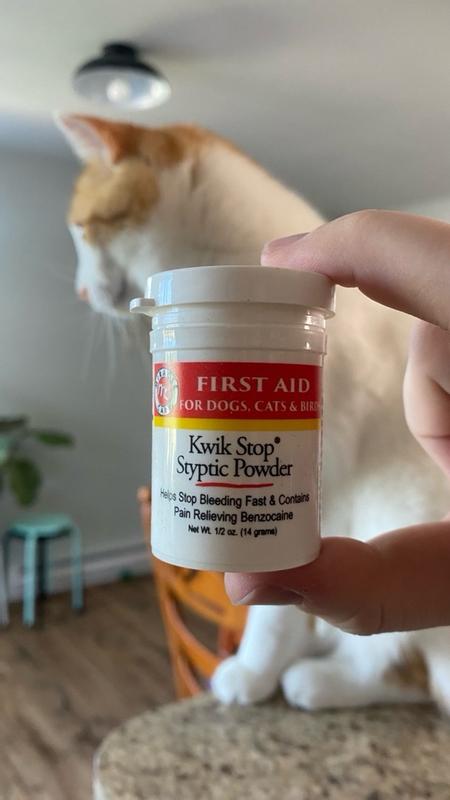 FIRST AID
FOR DOGS, CATS & BIRDS
Kwik Stop®
Styptic Powder
Helps Stop Bleeding Fast & Contains
Pain Relieving Benzocaine
Net Wt. 1/2 oz. (14 grams)